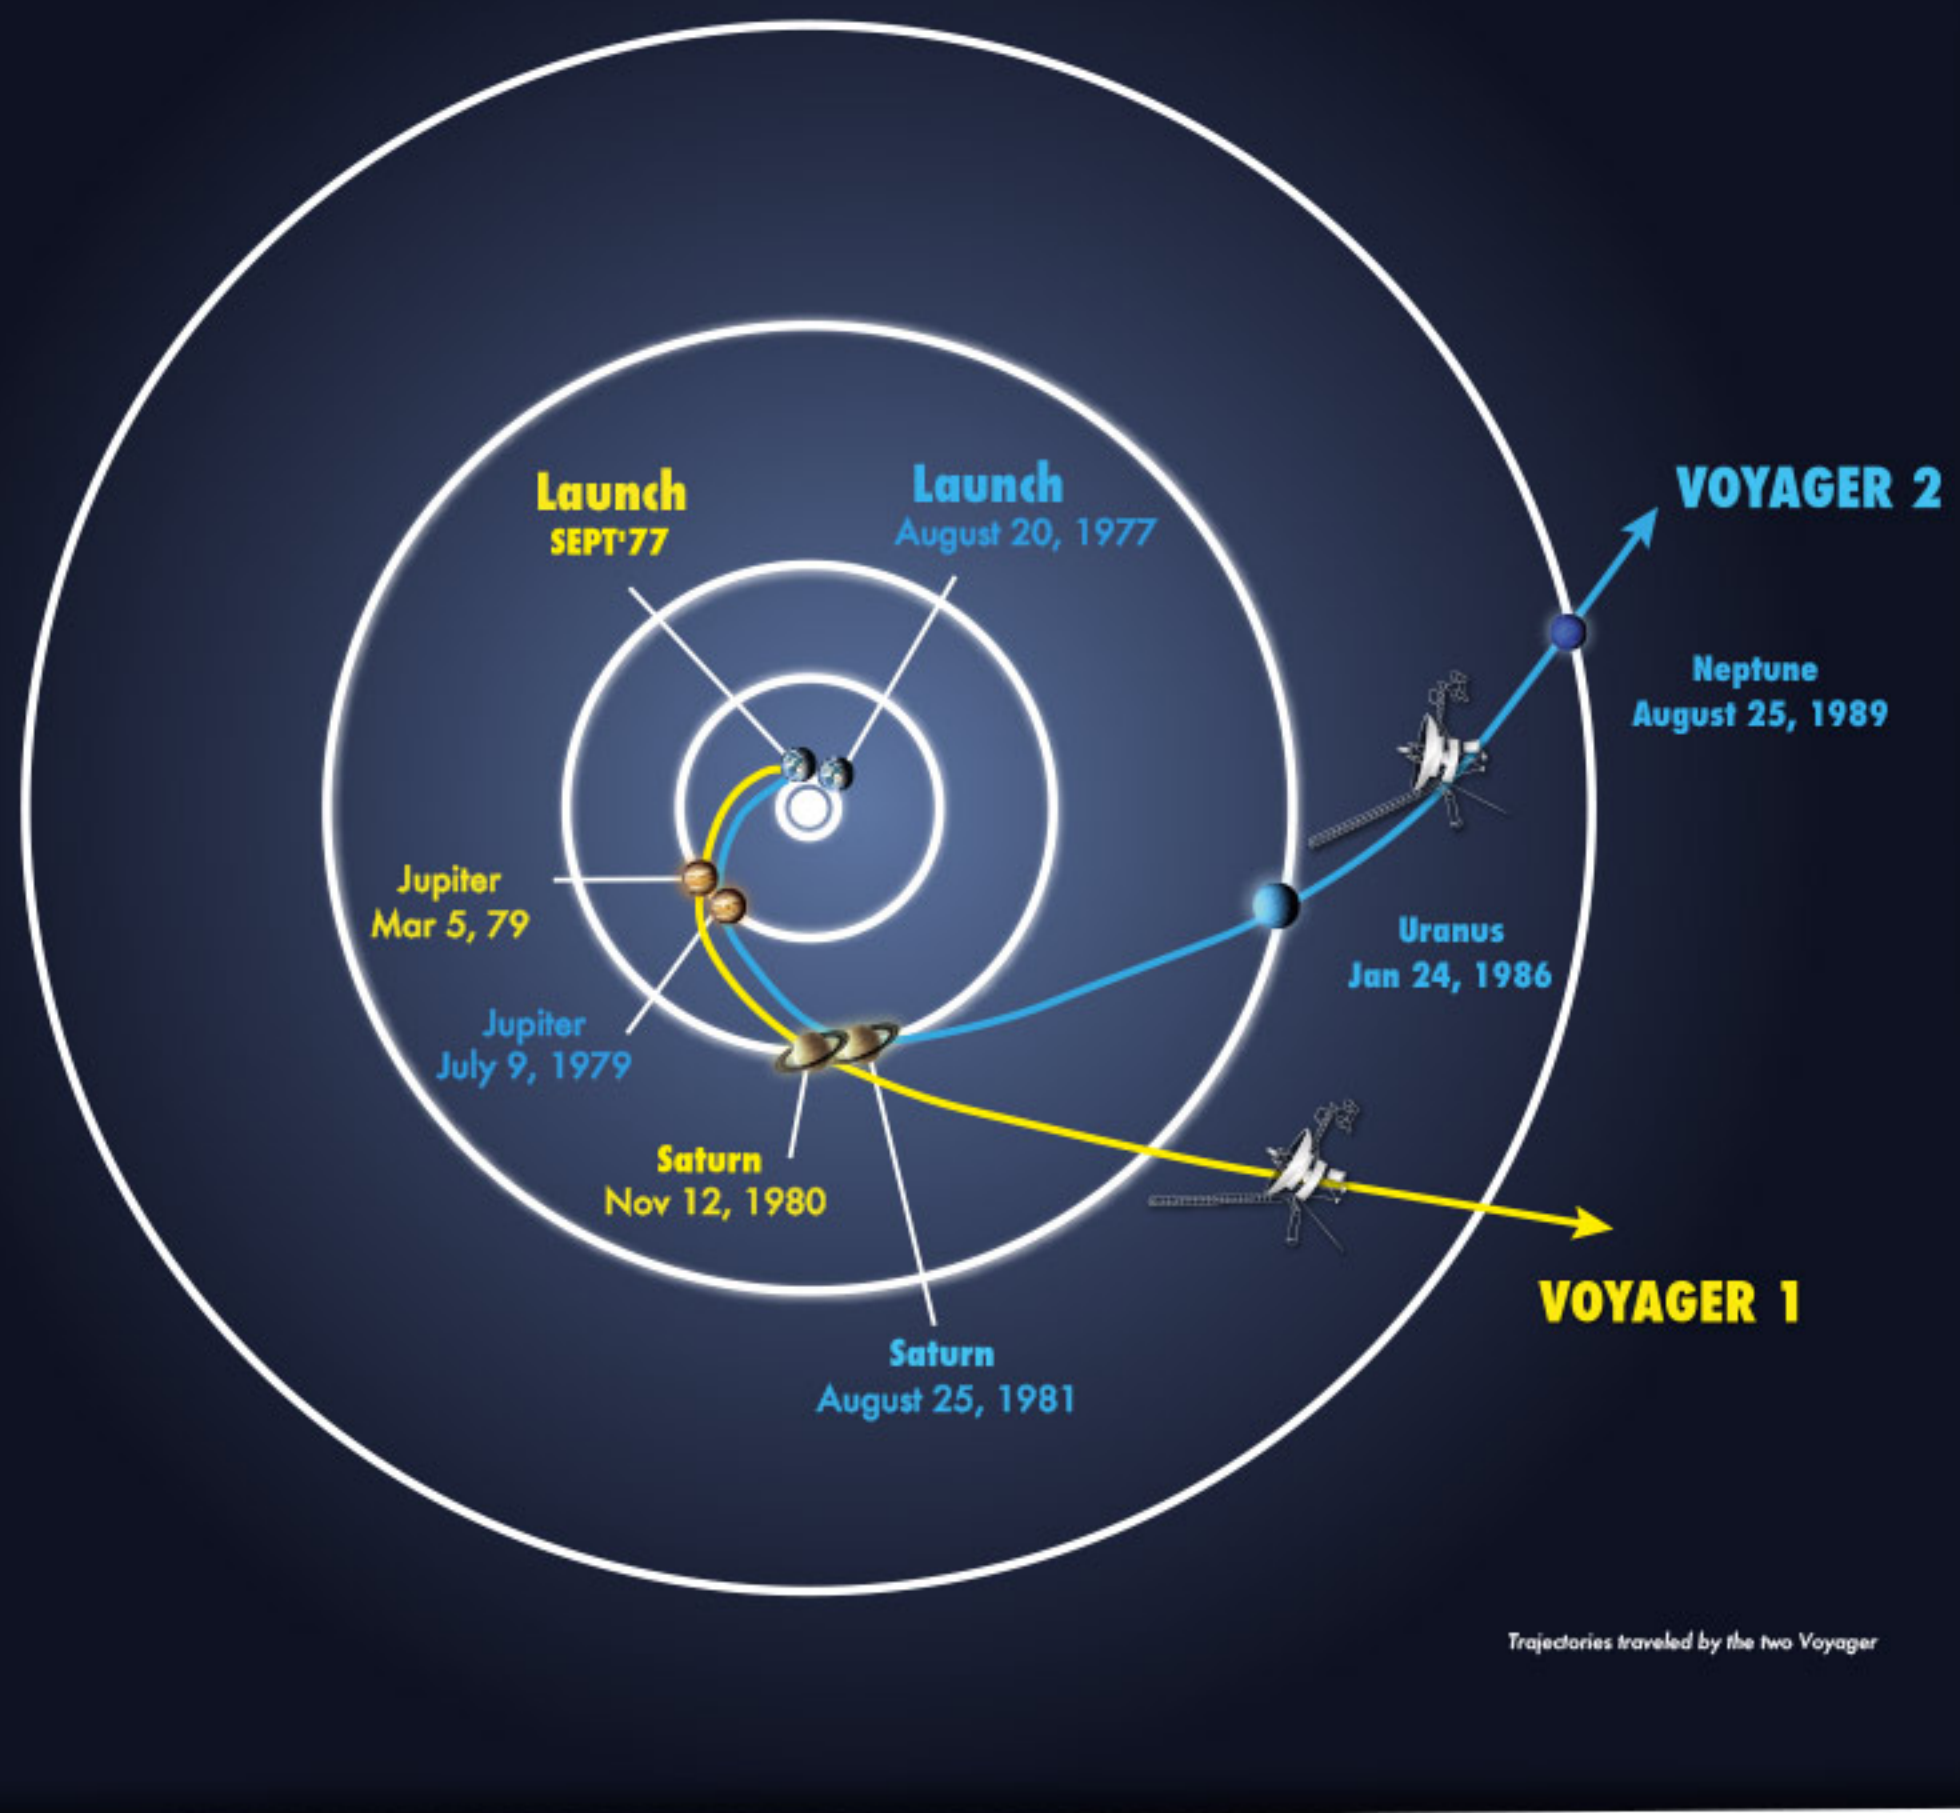 Launch
SEPT'77
Launch
August 20, 1977
VOYAGER 2
Neptune
August 25, 1989
Jupiter
Mar 5, 79
Uranus
Jan 24, 1986
Jupiter
July 9, 1979
Saturn
Nov 12, 1980
VOYAGER 1
Saturn
August 25, 1981
Trajectories traveled by the two Voyager